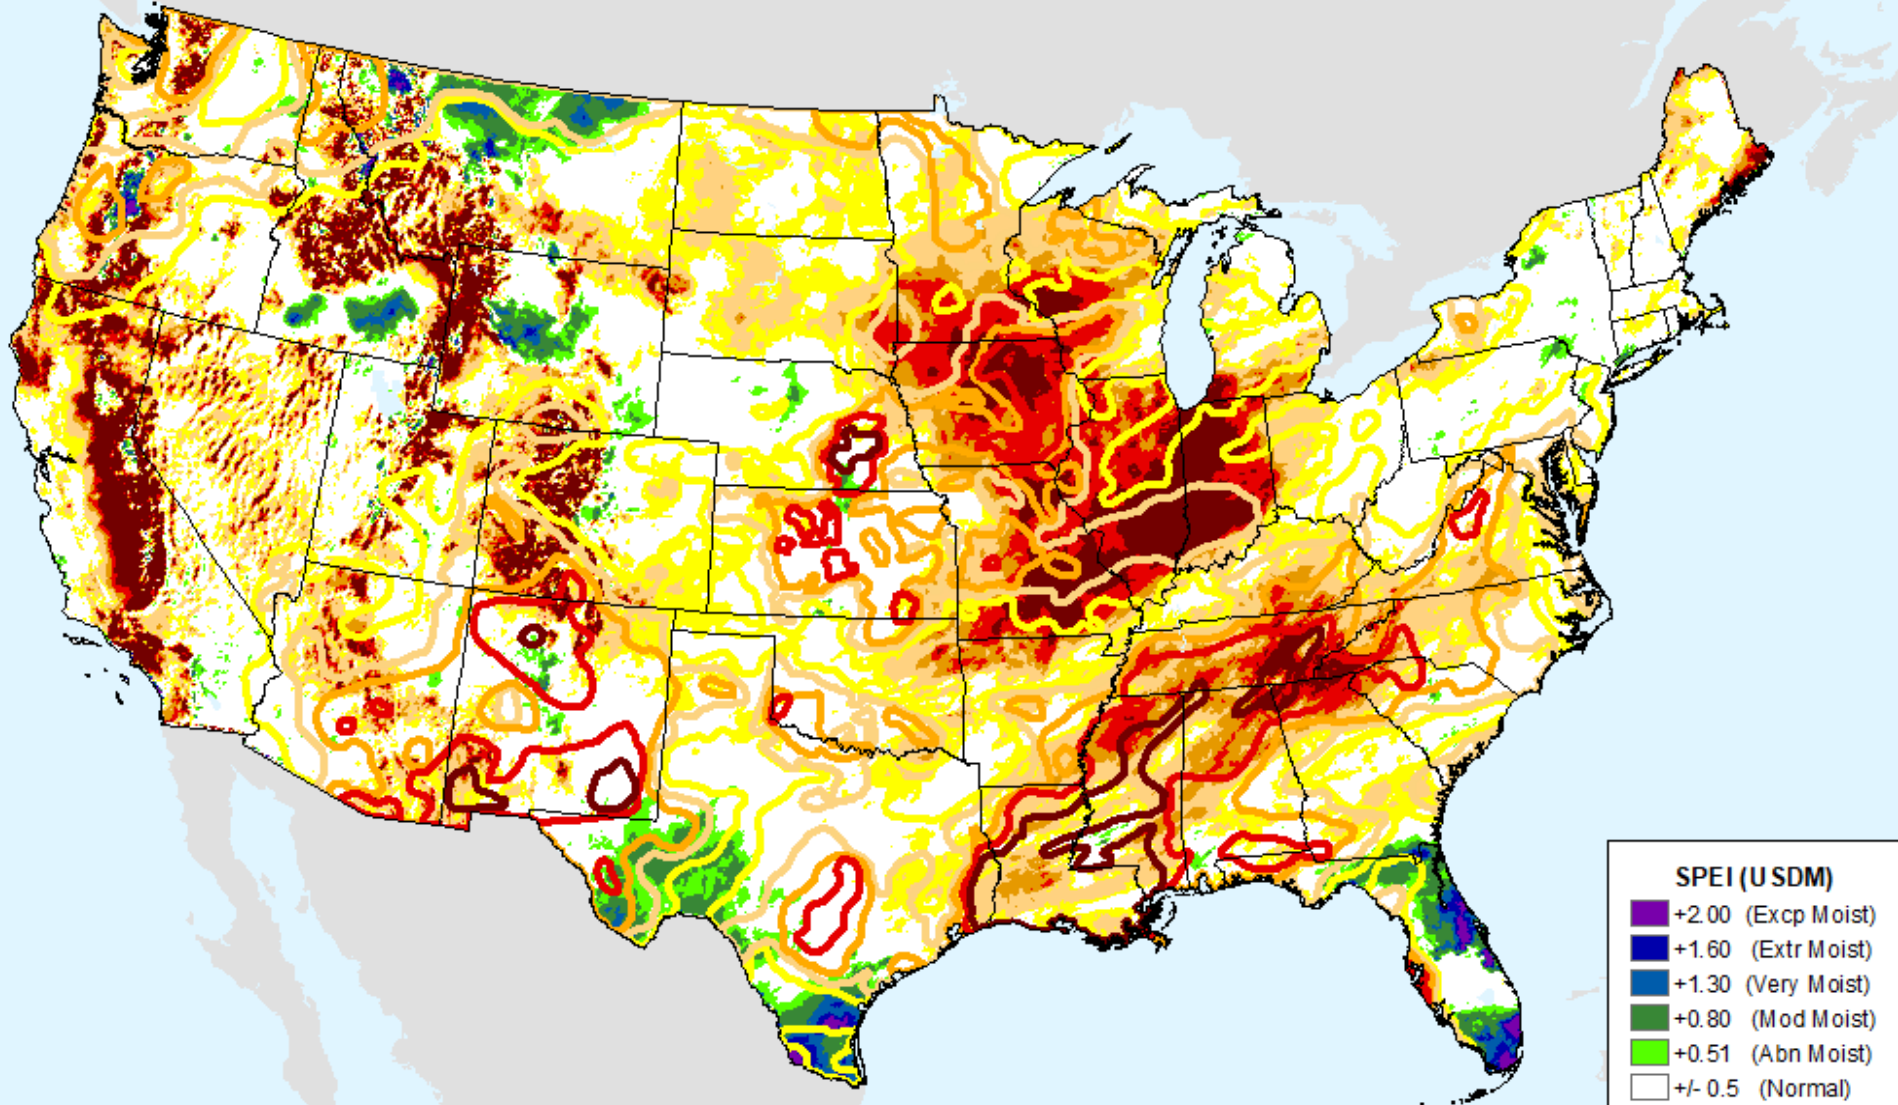 SPEI (USDM)
+2.00 (Excp Moist)
+1.60 (Extr Moist)
+1.30 (Very Moist)
+0.80 (Mod Moist)
+0.51 (Abn Moist)
+/- 0.5 (Normal)